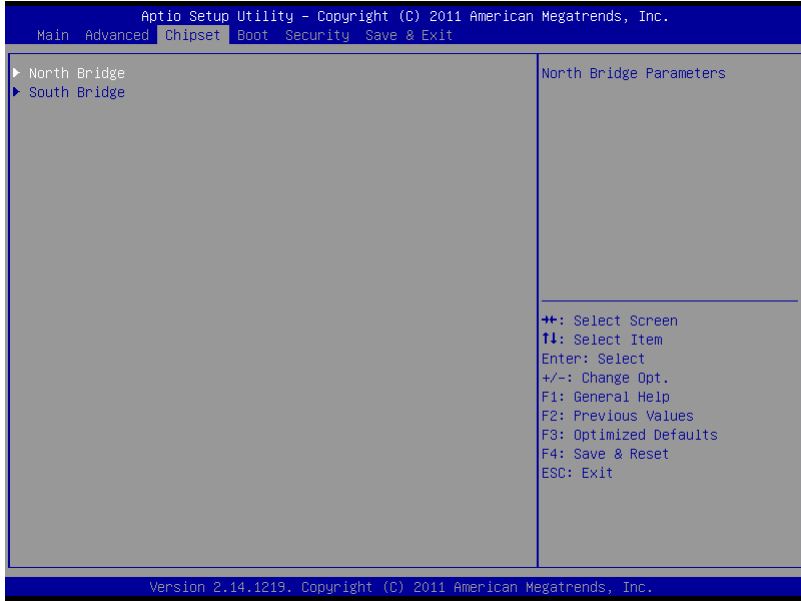 Aptio Setup Utility – Copyright (C) 2011 American Megatrends, Inc.
Main Advanced Chipset Boot Security Save & Exit
North Bridge
South Bridge
North Bridge Parameters
→←: Select Screen
↑↓: Select Item
Enter: Select
+/-: Change Opt.
F1: General Help
F2: Previous Values
F3: Optimized Defaults
F4: Save & Reset
ESC: Exit
Version 2.14.1219. Copyright (C) 2011 American Megatrends, Inc.